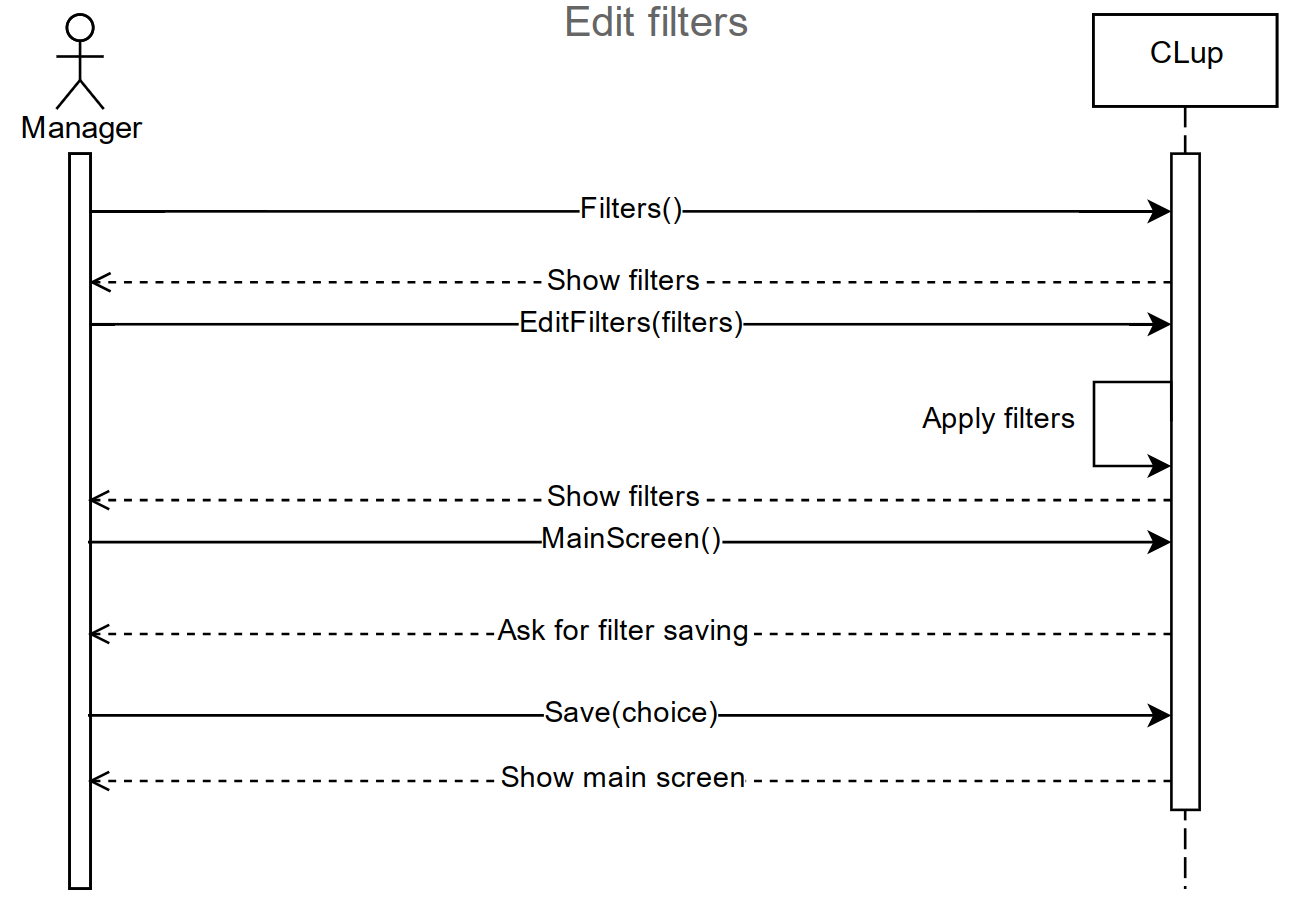 Edit filters
CLup
Manager
Filters()
Show filters
EditFilters(filters)
Apply filters
Show filters
MainScreen()
Ask for filter saving
Save(choice)
Show main screen